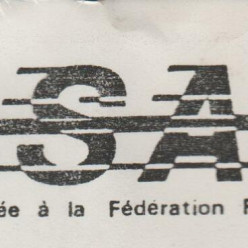 SA
ée à la Fédération F